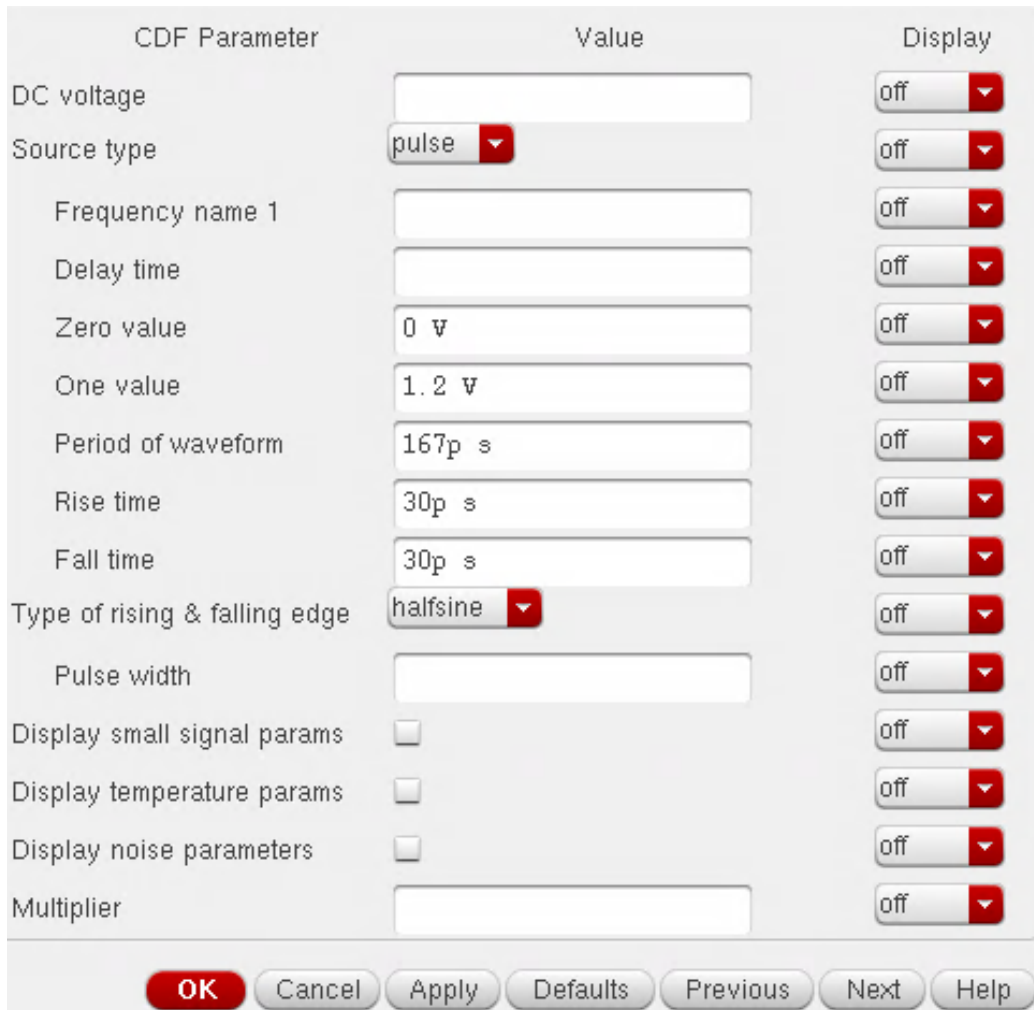 CDF Parameter Value Display
DC voltage off
Source type pulse off
Frequency name 1 off
Delay time off
Zero value 0 V off
One value 1.2 V off
Period of waveform 167p s off
Rise time 30p s off
Fall time 30p s off
Type of rising & falling edge halfsine off
Pulse width off
Display small signal params off
Display temperature params off
Display noise parameters off
Multiplier off
OK Cancel Apply Defaults Previous Next Help